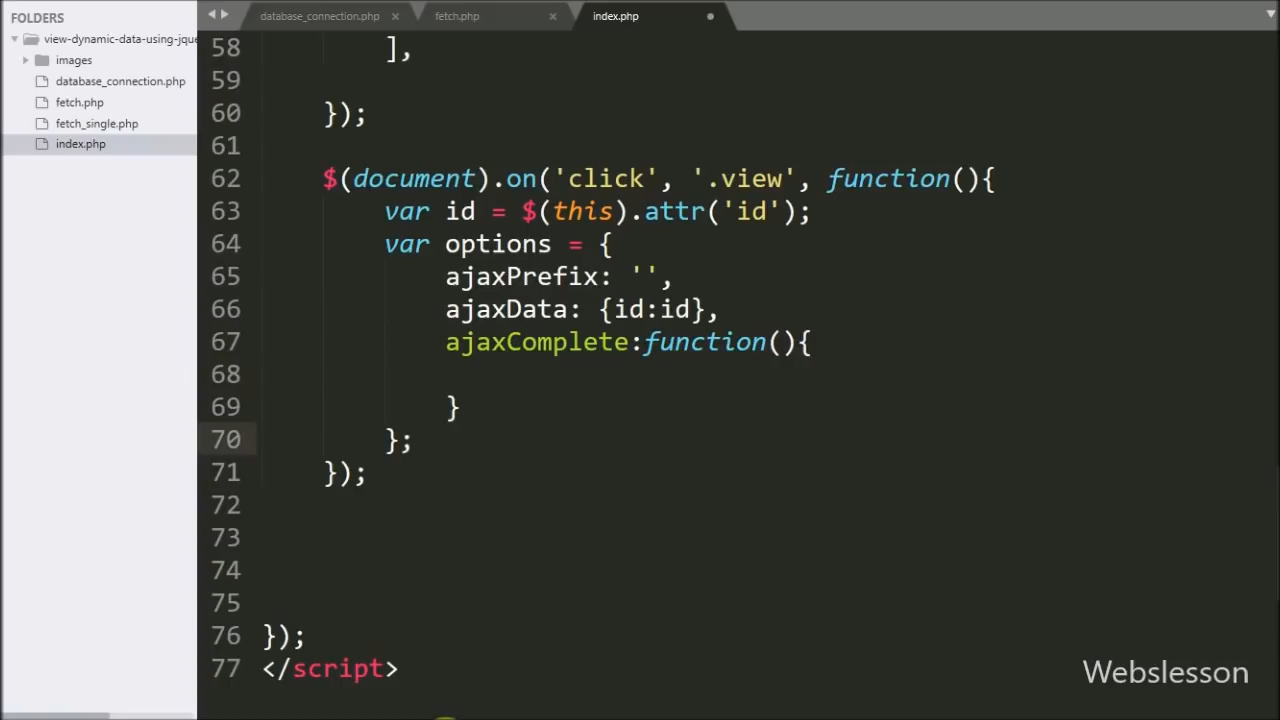 FOLDERS
view-dynamic-data-using-jque
images
database_connection.php
fetch.php
fetch_single.php
index.php
database_connection.php × fetch.php × index.php
58 ],
59
60 });
61
62 $(document).on('click', '.view', function(){
63 var id = $(this).attr('id');
64 var options = {
65 ajaxPrefix: '',
66 ajaxData: {id:id},
67 ajaxComplete:function(){
68
69 }
70 };
71 });
72
73
74
75
76 });
77 </script>
Webslesson